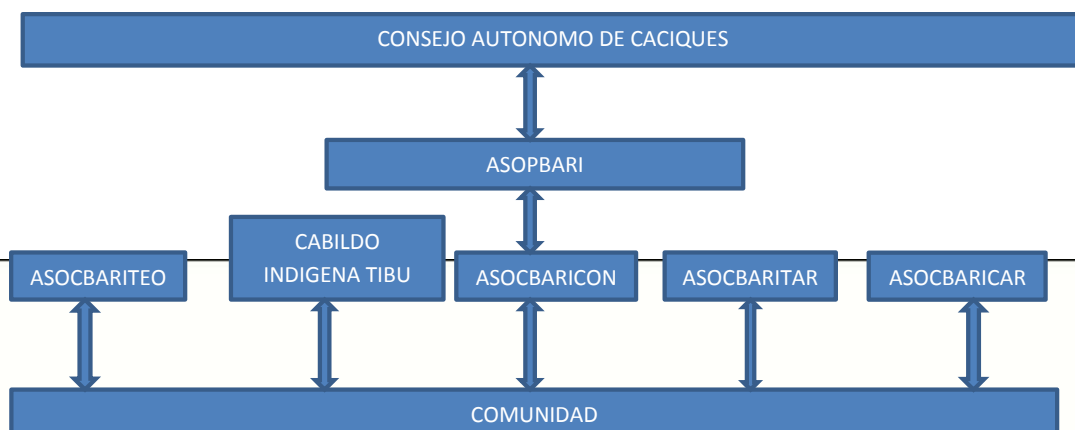 CONSEJO AUTONOMO DE CACIQUES
ASOPBARI
CABILDO
INDIGENA TIBU
ASOCBARITEO
ASOCBARICON
ASOCBARITAR
ASOCBARICAR
COMUNIDAD